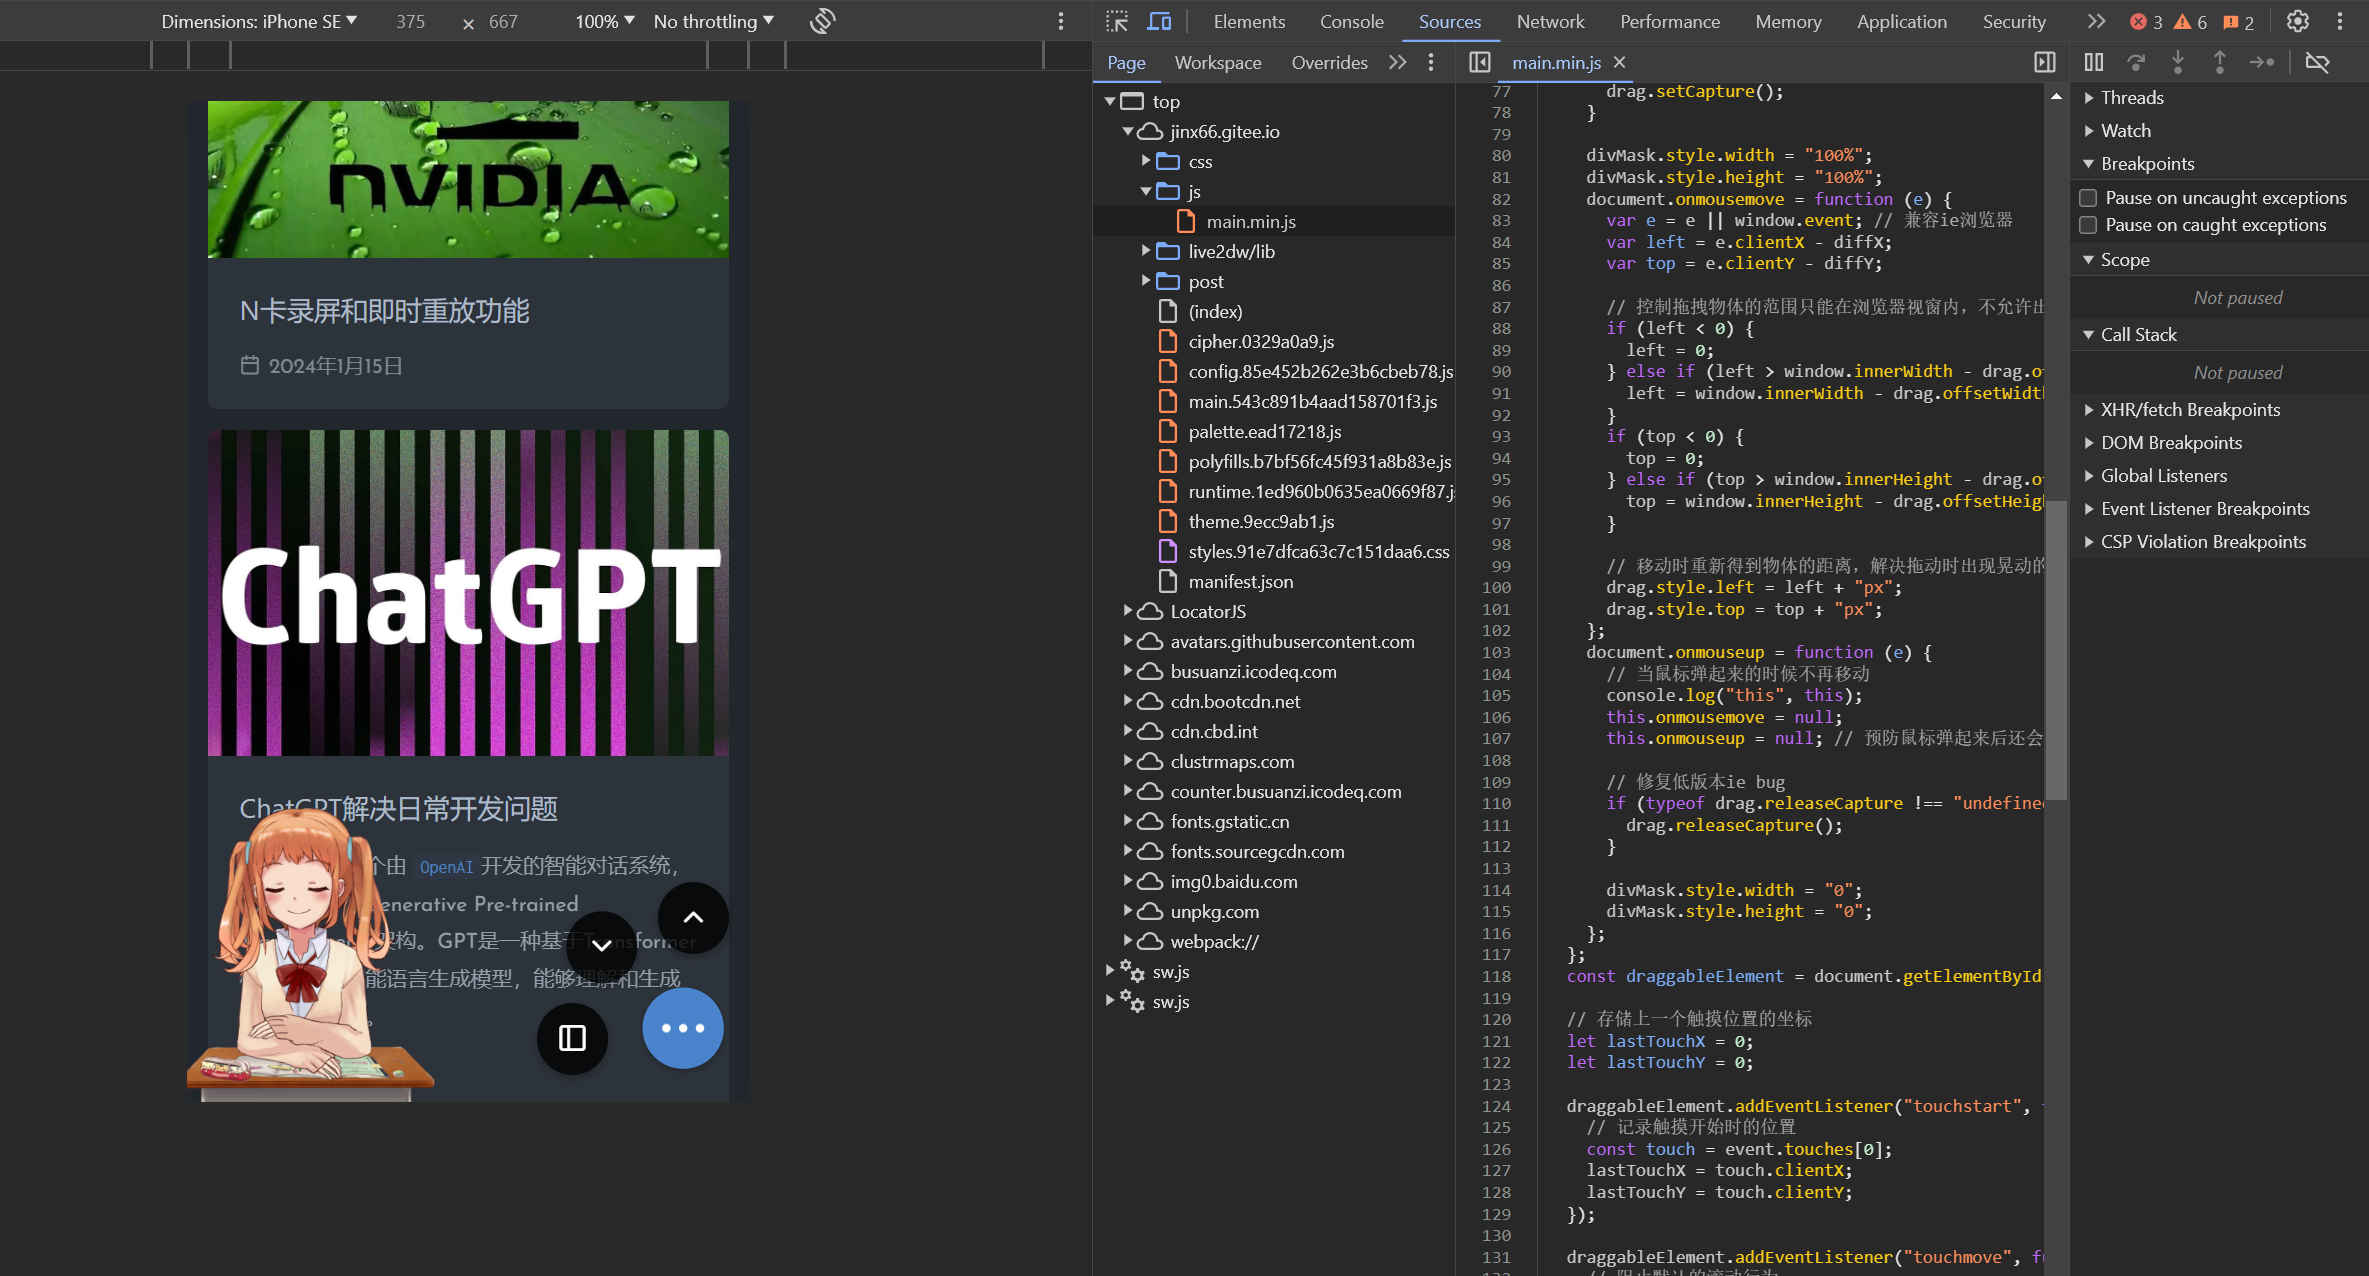 Dimensions: iPhone SE
375
×
667
100%
No throttling
nVIDIA
N卡录屏和即时重放功能
2024年1月15日
ChatGPT
ChatGPT解决日常开发问题
个由 OpenAI 开发的智能对话系统，
enerative Pre-trained
架构。GPT是一种基于Transformer
能语言生成模型，能够理解和生成
Elements
Console
Sources
Network
Performance
Memory
Application
Security
3
6
2
Page
Workspace
Overrides
top
jinx66.gitee.io
css
js
main.min.js
live2dw/lib
post
(index)
cipher.0329a0a9.js
config.85e452b262e3b6cbeb78.js
main.543c891b4aad158701f3.js
palette.ead17218.js
polyfills.b7bf56fc45f931a8b83e.js
runtime.1ed960b0635ea0669f87.j
theme.9ecc9ab1.js
styles.91e7dfca63c7c151daa6.css
manifest.json
LocatorJS
avatars.githubusercontent.com
busuanzi.icodeq.com
cdn.bootcdn.net
cdn.cbd.int
clustrmaps.com
counter.busuanzi.icodeq.com
fonts.gstatic.cn
fonts.sourcegcdn.com
img0.baidu.com
unpkg.com
webpack://
sw.js
sw.js
main.min.js
77 drag.setCapture();
78 }
79
80 divMask.style.width = "100%";
81 divMask.style.height = "100%";
82 document.onmousemove = function (e) {
83 var e = e || window.event; // 兼容ie浏览器
84 var left = e.clientX - diffX;
85 var top = e.clientY - diffY;
86
87 // 控制拖拽物体的范围只能在浏览器视窗内，不允许出
88 if (left < 0) {
89 left = 0;
90 } else if (left > window.innerWidth - drag.o
91 left = window.innerWidth - drag.offsetWidt
92 }
93 if (top < 0) {
94 top = 0;
95 } else if (top > window.innerHeight - drag.o
96 top = window.innerHeight - drag.offsetHeig
97 }
98
99 // 移动时重新得到物体的距离，解决拖动时出现晃动的
100 drag.style.left = left + "px";
101 drag.style.top = top + "px";
102 };
103 document.onmouseup = function (e) {
104 // 当鼠标弹起来的时候不再移动
105 console.log("this", this);
106 this.onmousemove = null;
107 this.onmouseup = null; // 预防鼠标弹起来后还会
108
109 // 修复低版本ie bug
110 if (typeof drag.releaseCapture !== "undefine
111 drag.releaseCapture();
112 }
113
114 divMask.style.width = "0";
115 divMask.style.height = "0";
116 };
117 };
118 const draggableElement = document.getElementById
119
120 // 存储上一个触摸位置的坐标
121 let lastTouchX = 0;
122 let lastTouchY = 0;
123
124 draggableElement.addEventListener("touchstart",
125 // 记录触摸开始时的位置
126 const touch = event.touches[0];
127 lastTouchX = touch.clientX;
128 lastTouchY = touch.clientY;
129 });
130
131 draggableElement.addEventListener("touchmove", f
Threads
Watch
Breakpoints
Pause on uncaught exceptions
Pause on caught exceptions
Scope
Not paused
Call Stack
Not paused
XHR/fetch Breakpoints
DOM Breakpoints
Global Listeners
Event Listener Breakpoints
CSP Violation Breakpoints